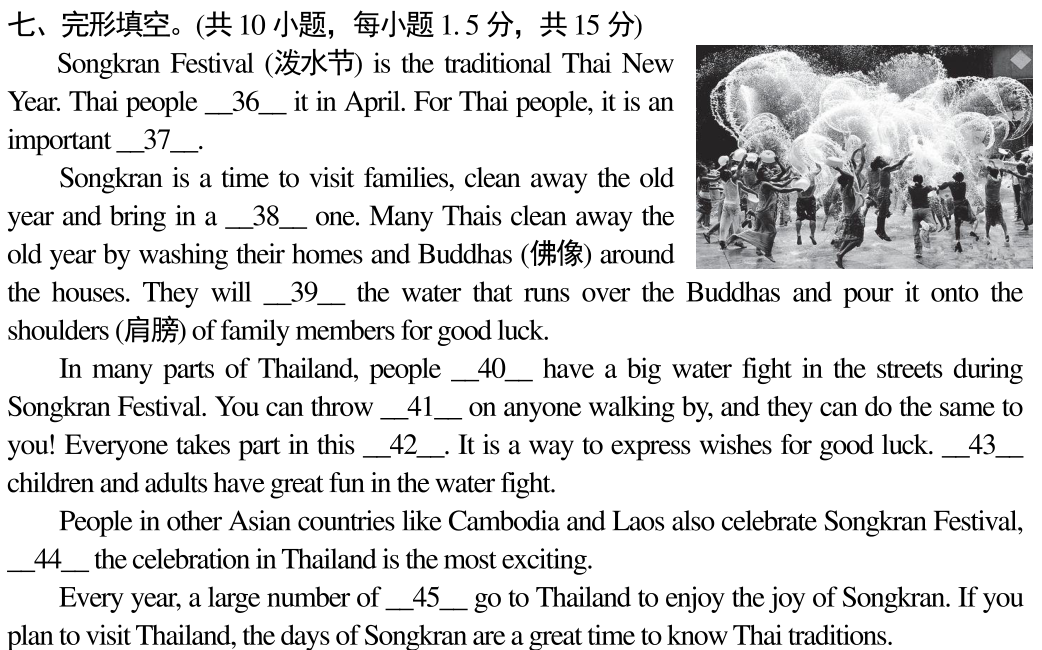 七、完形填空。(共 10 小题，每小题 1. 5 分，共 15 分)
Songkran Festival (泼水节) is the traditional Thai New
Year. Thai people __36__ it in April. For Thai people, it is an
important __37__.
Songkran is a time to visit families, clean away the old
year and bring in a __38__ one. Many Thais clean away the
old year by washing their homes and Buddhas (佛像) around
the houses. They will __39__ the water that runs over the Buddhas and pour it onto the
shoulders (肩膀) of family members for good luck.
In many parts of Thailand, people __40__ have a big water fight in the streets during
Songkran Festival. You can throw __41__ on anyone walking by, and they can do the same to
you! Everyone takes part in this __42__. It is a way to express wishes for good luck. __43__
children and adults have great fun in the water fight.
People in other Asian countries like Cambodia and Laos also celebrate Songkran Festival,
__44__ the celebration in Thailand is the most exciting.
Every year, a large number of __45__ go to Thailand to enjoy the joy of Songkran. If you
plan to visit Thailand, the days of Songkran are a great time to know Thai traditions.